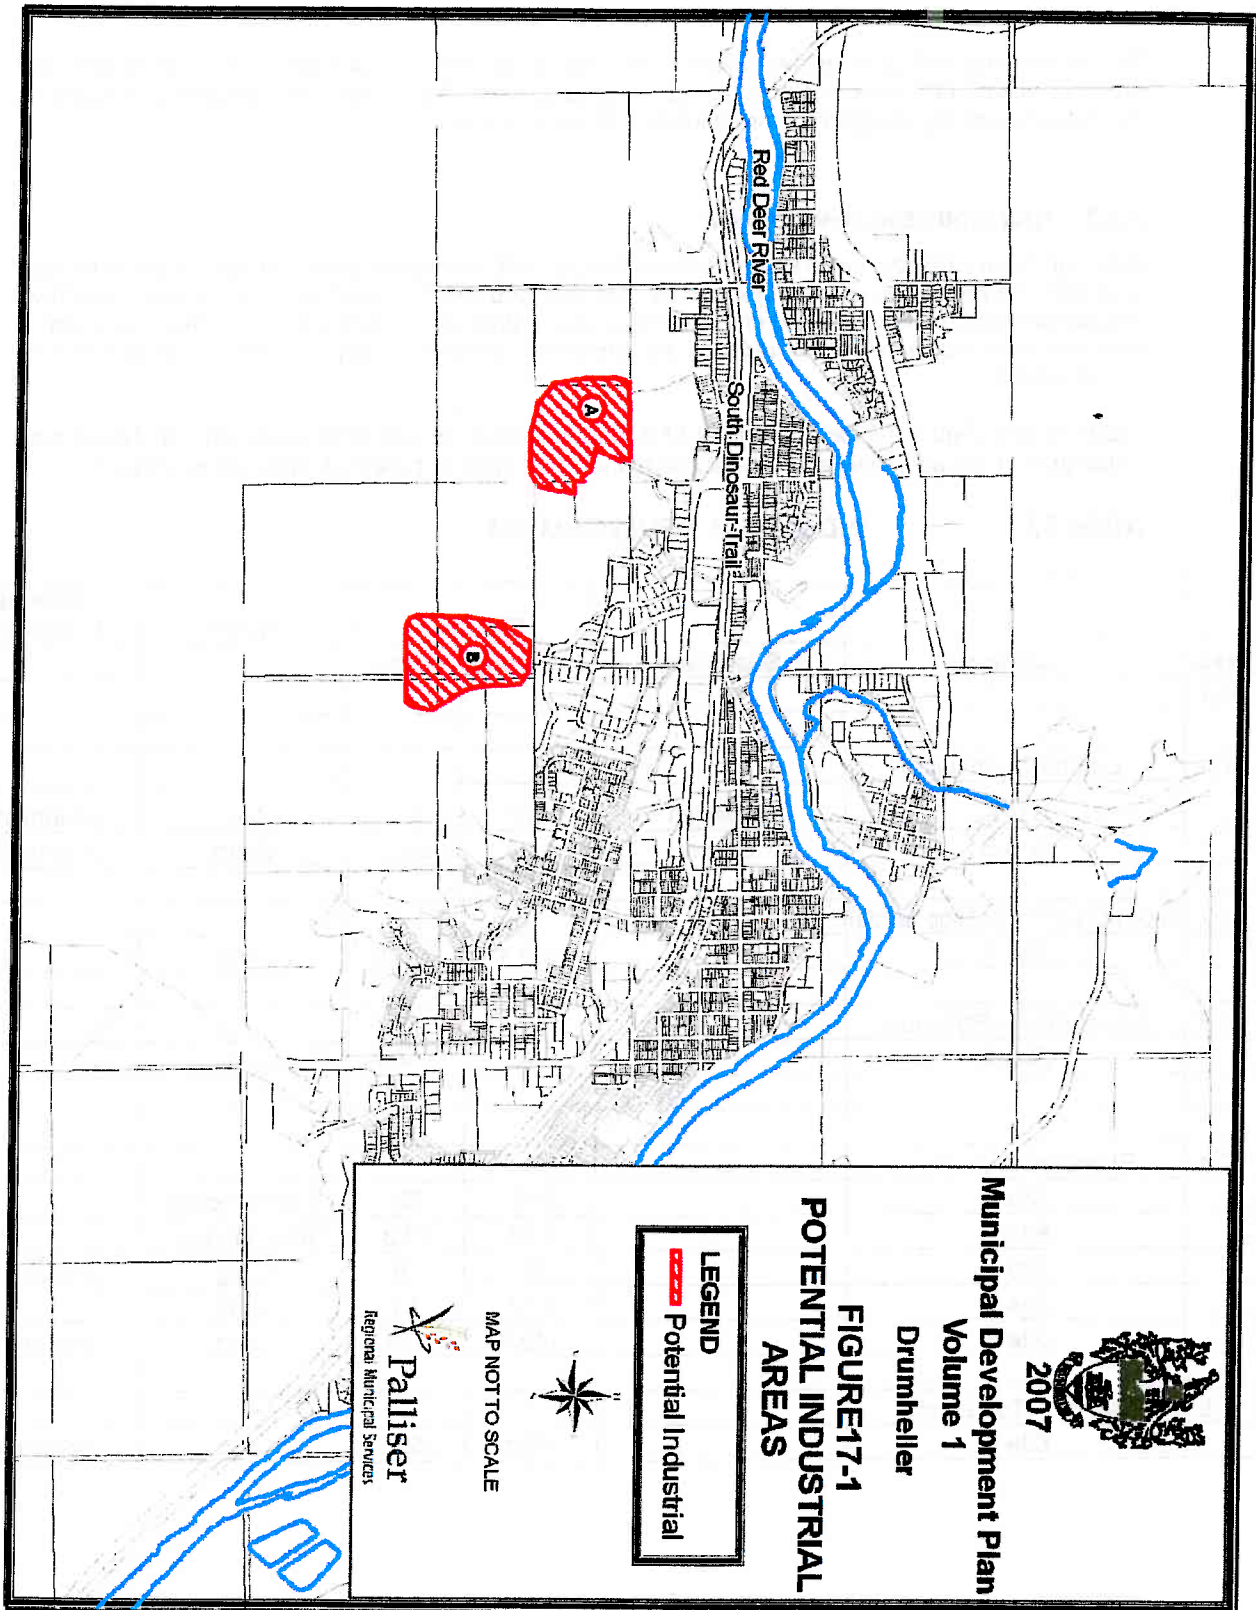 Red Deer River
South Dinosaur Trail
A
B
2007
Municipal Development Plan
Volume 1
Drumheller
FIGURE17-1
POTENTIAL INDUSTRIAL
AREAS
LEGEND
Potential Industrial
MAP NOT TO SCALE
Palliser
Regional Municipal Services